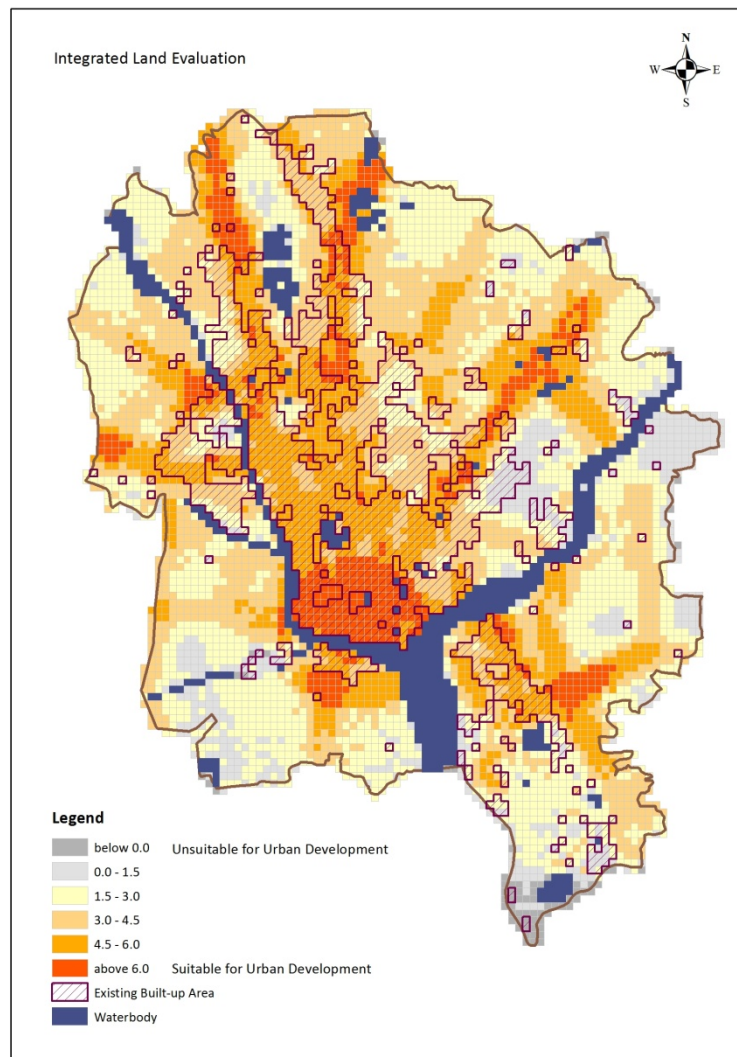 Integrated Land Evaluation
N
W E
S
Legend
below 0.0 Unsuitable for Urban Development
0.0 - 1.5
1.5 - 3.0
3.0 - 4.5
4.5 - 6.0
above 6.0 Suitable for Urban Development
Existing Built-up Area
Waterbody